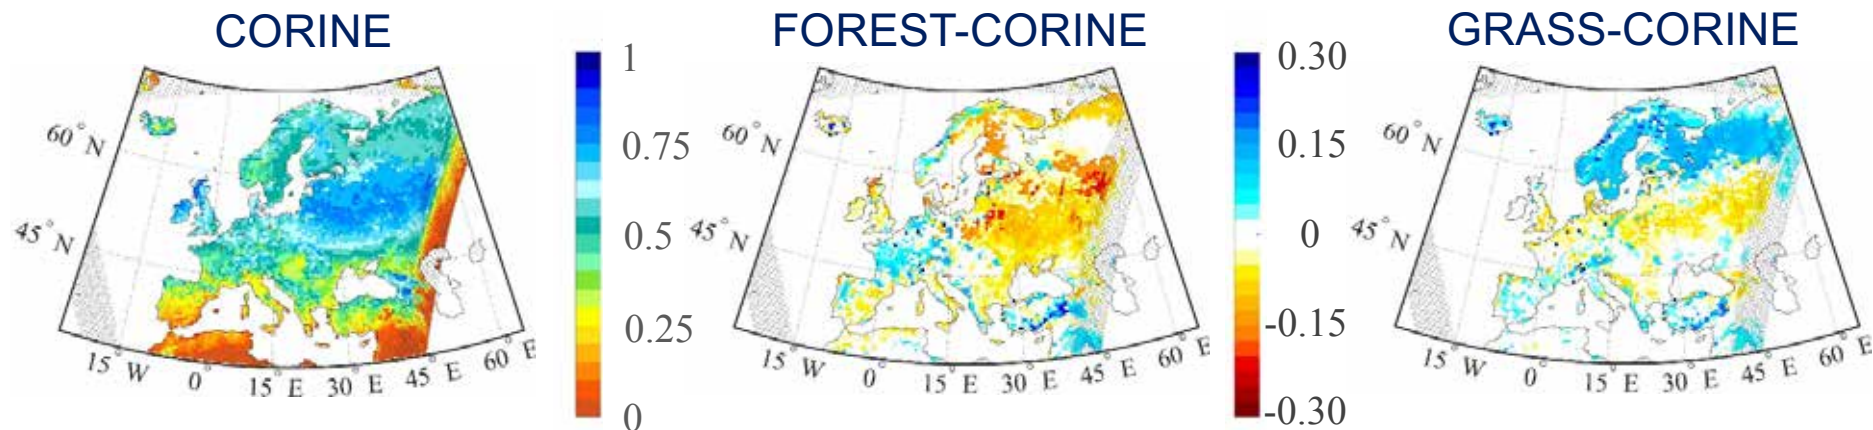 CORINE
FOREST-CORINE
GRASS-CORINE
60° N
45° N
15° W
0°
15° E
30° E
45° E
60° E
1
0.75
0.5
0.25
0
60° N
45° N
15° W
0°
15° E
30° E
45° E
60° E
0.30
0.15
0
-0.15
-0.30
60° N
45° N
15° W
0°
15° E
30° E
45° E
60° E